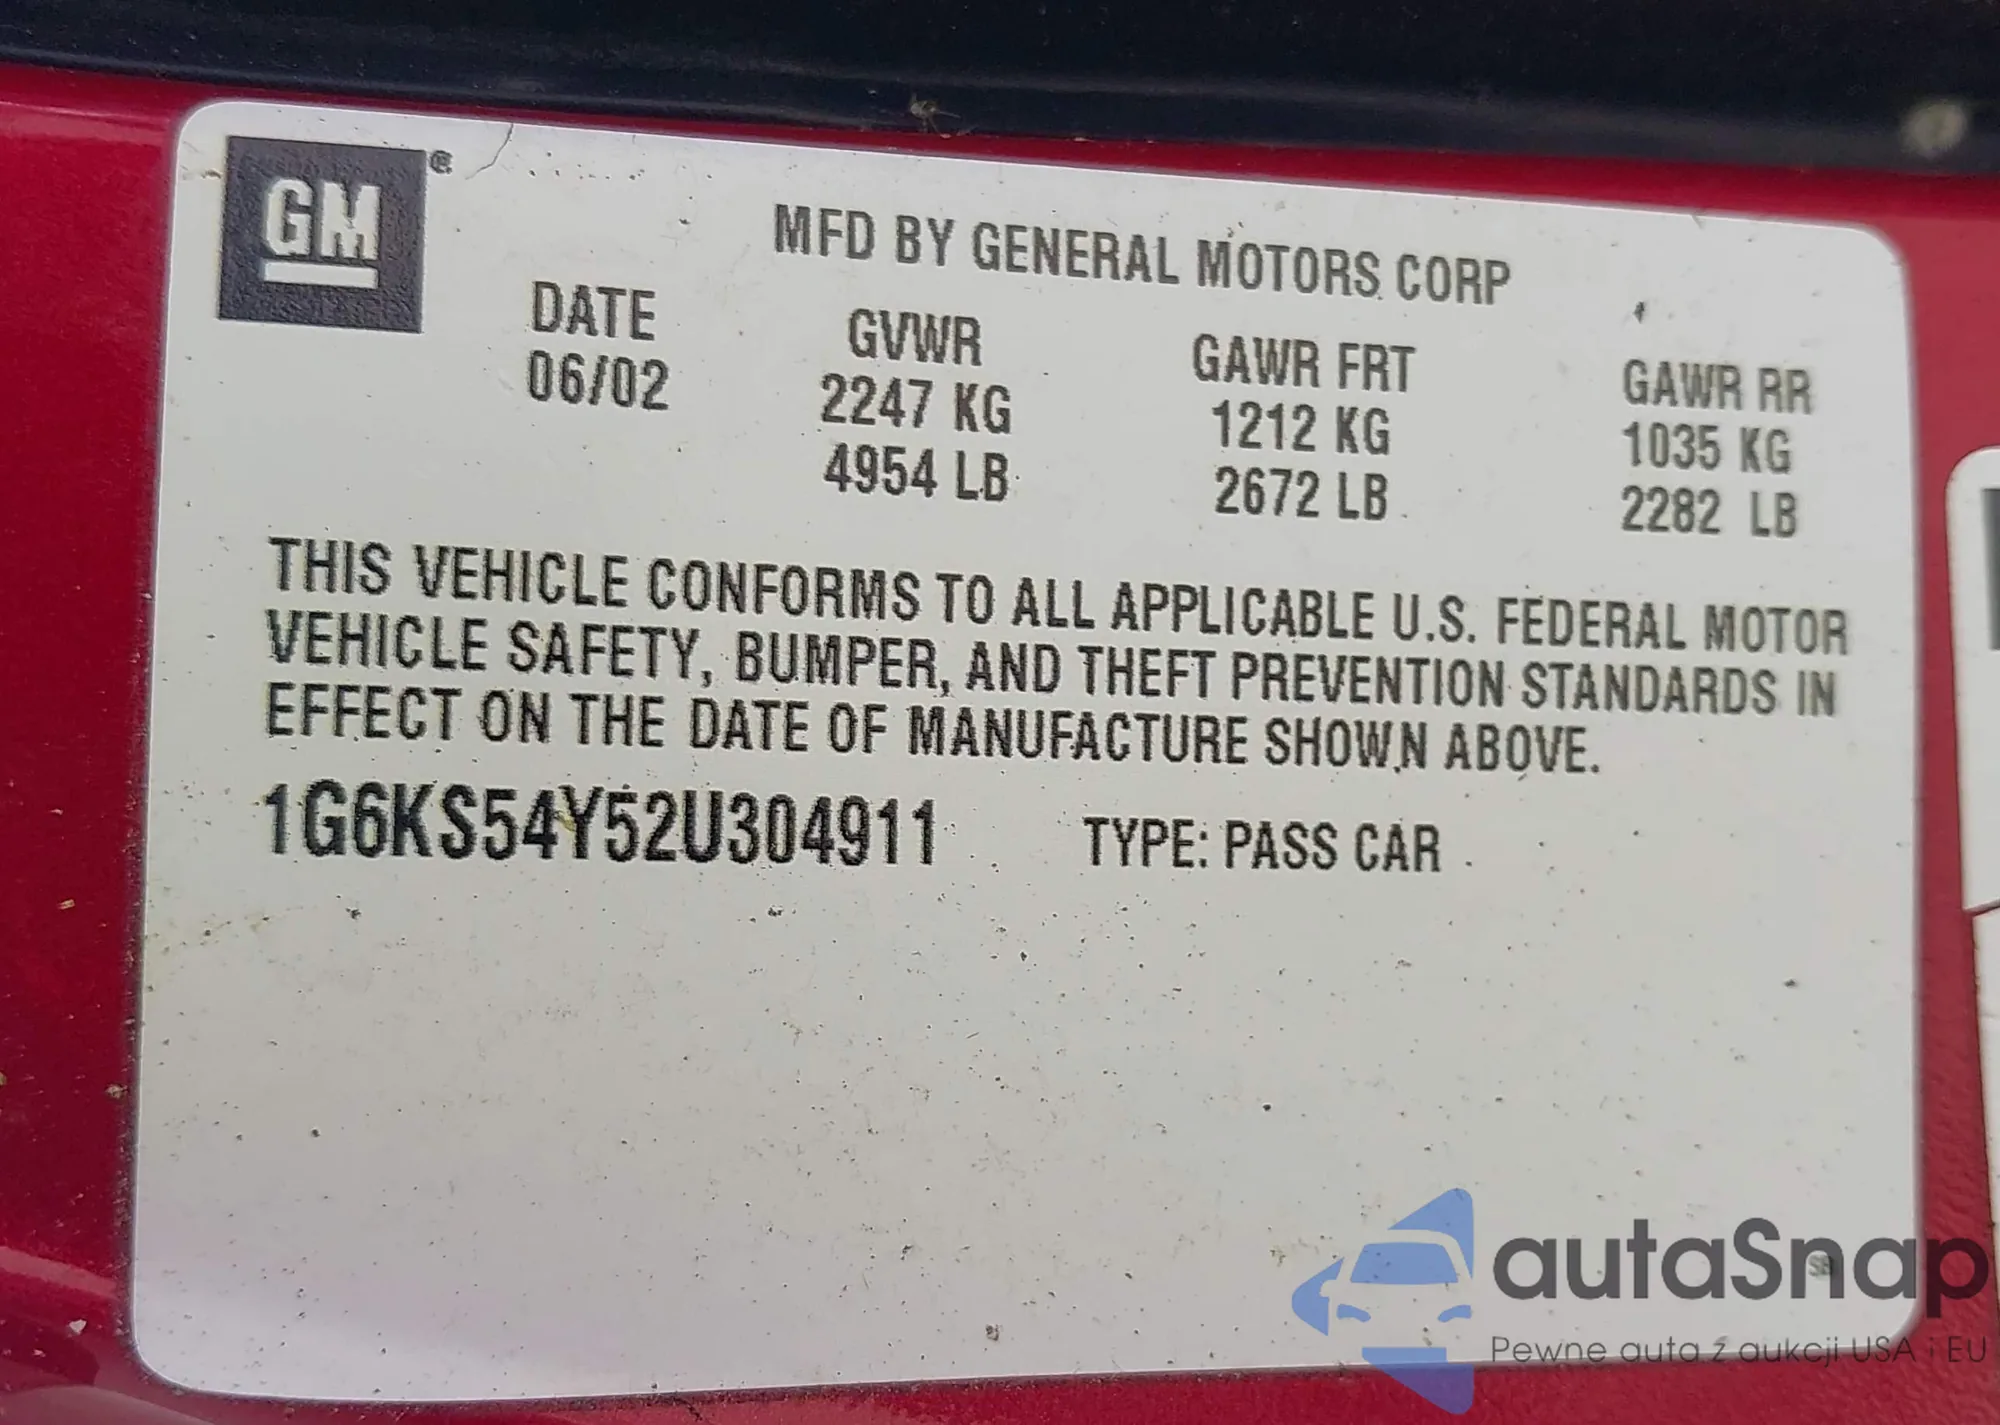 GM®
MFD BY GENERAL MOTORS CORP
DATE GVWR GAWR FRT GAWR RR
06/02 2247 KG 1212 KG 1035 KG
4954 LB 2672 LB 2282 LB
THIS VEHICLE CONFORMS TO ALL APPLICABLE U.S. FEDERAL MOTOR
VEHICLE SAFETY, BUMPER, AND THEFT PREVENTION STANDARDS IN
EFFECT ON THE DATE OF MANUFACTURE SHOWN ABOVE.
1G6KS54Y52U304911 TYPE: PASS CAR
autaSnap
Pewne auta z aukcji USA i EU